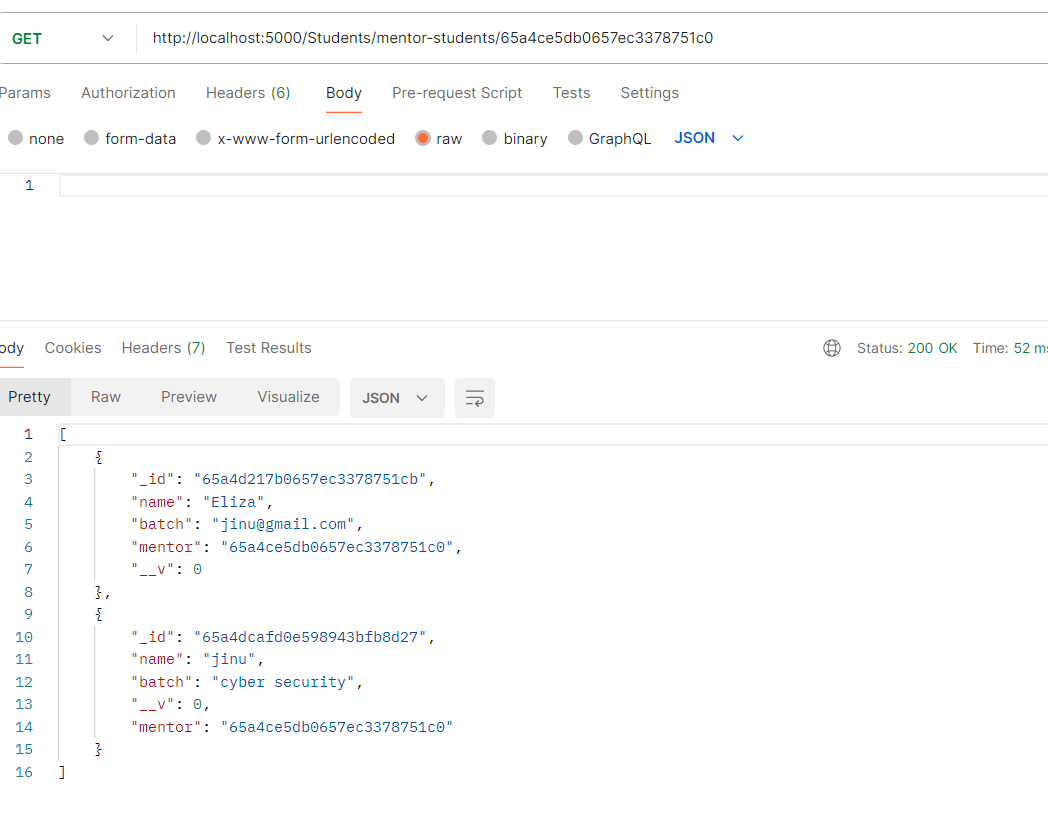 GET http://localhost:5000/Students/mentor-students/65a4ce5db0657ec3378751c0
Params Authorization Headers (6) Body Pre-request Script Tests Settings
none form-data x-www-form-urlencoded raw binary GraphQL JSON
1
ody Cookies Headers (7) Test Results Status: 200 OK Time: 52 ms
Pretty Raw Preview Visualize JSON
1 [
2 {
3 "_id": "65a4d217b0657ec3378751cb",
4 "name": "Eliza",
5 "batch": "jinu@gmail.com",
6 "mentor": "65a4ce5db0657ec3378751c0",
7 "__v": 0
8 },
9 {
10 "_id": "65a4dcafd0e598943bfb8d27",
11 "name": "jinu",
12 "batch": "cyber security",
13 "__v": 0,
14 "mentor": "65a4ce5db0657ec3378751c0"
15 }
16 ]